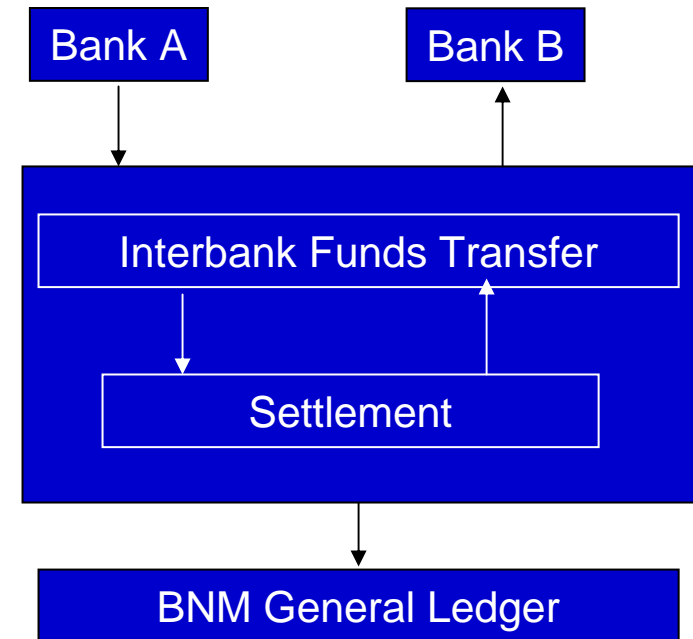 Bank A
Bank B
Interbank Funds Transfer
Settlement
BNM General Ledger